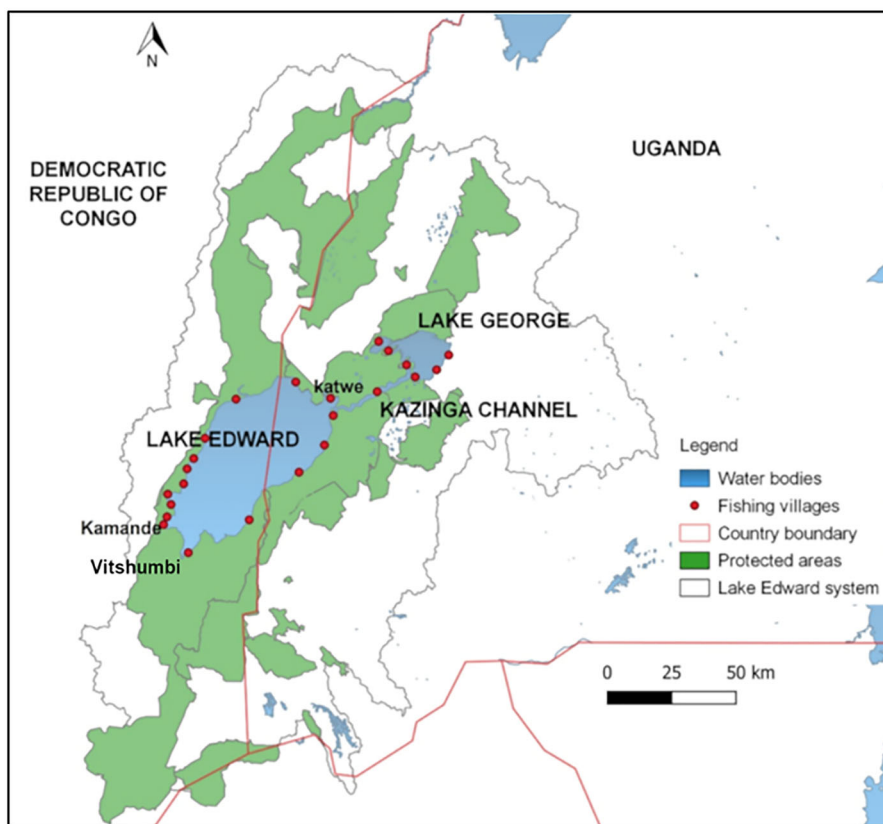 N
DEMOCRATIC
REPUBLIC OF
CONGO
UGANDA
LAKE GEORGE
katwe
KAZINGA CHANNEL
LAKE EDWARD
Kamande
Vitshumbi
Legend
Water bodies
Fishing villages
Country boundary
Protected areas
Lake Edward system
0 25 50 km